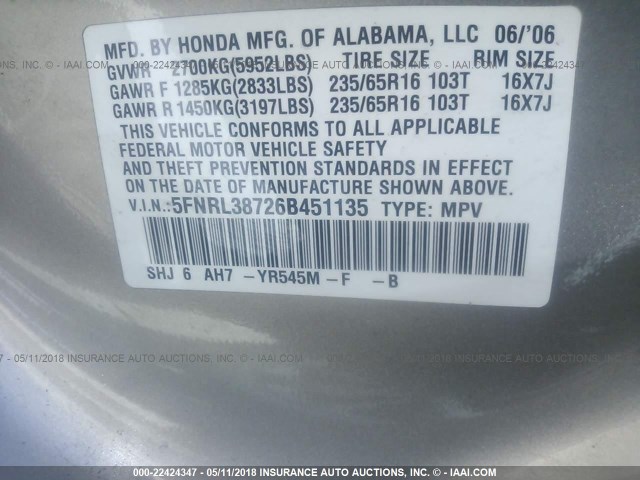 MFD. BY HONDA MFG. OF ALABAMA, LLC 06/'06
GVWR 2700KG(5952LBS) TIRE SIZE RIM SIZE
GAWR F 1285KG(2833LBS) 235/65R16 103T 16X7J
GAWR R 1450KG(3197LBS) 235/65R16 103T 16X7J
THIS VEHICLE CONFORMS TO ALL APPLICABLE
FEDERAL MOTOR VEHICLE SAFETY
AND THEFT PREVENTION STANDARDS IN EFFECT
ON THE DATE OF MANUFACTURE SHOWN ABOVE.
V.I.N.:5FNRL38726B451135 TYPE: MPV
SHJ 6 AH7 -YR545M-F -B
000-22424347 - 05/11/2018 - INSURANCE AUTO AUCTIONS, INC. - © - IAAI.COM